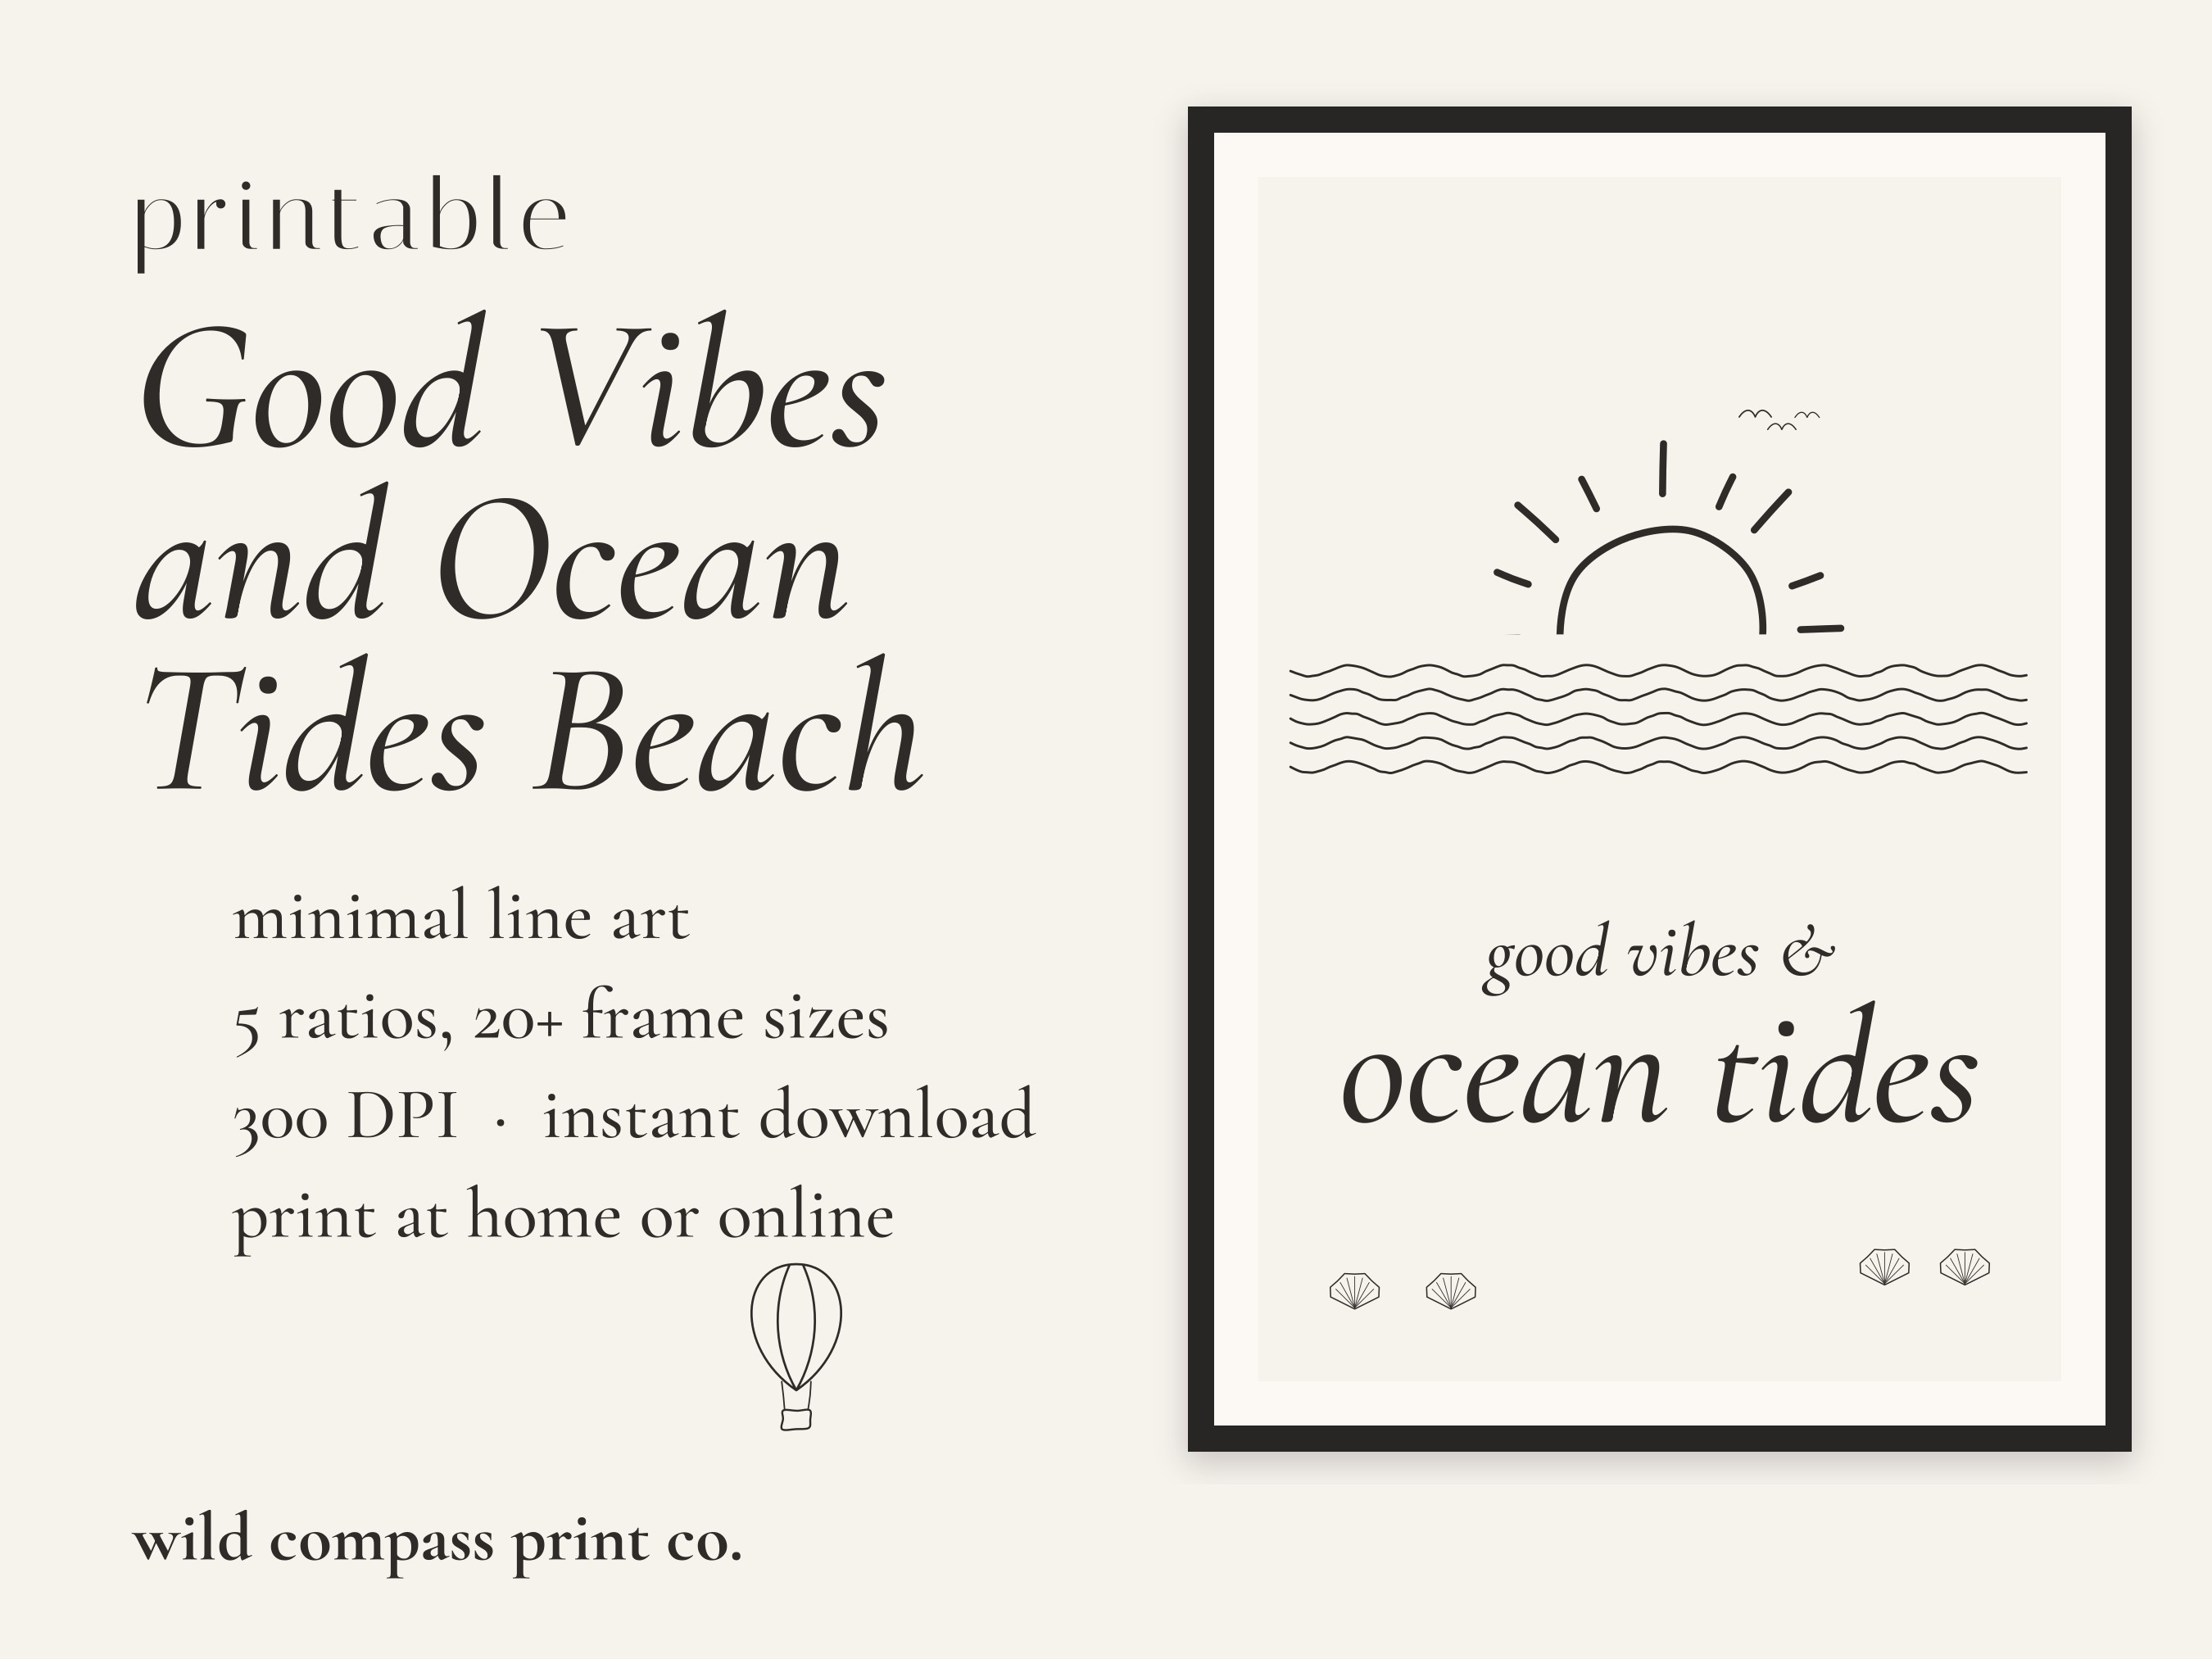 printable
Good Vibes
and Ocean
Tides Beach
minimal line art
5 ratios, 20+ frame sizes
300 DPI · instant download
print at home or online
wild compass print co.
good vibes &
ocean tides